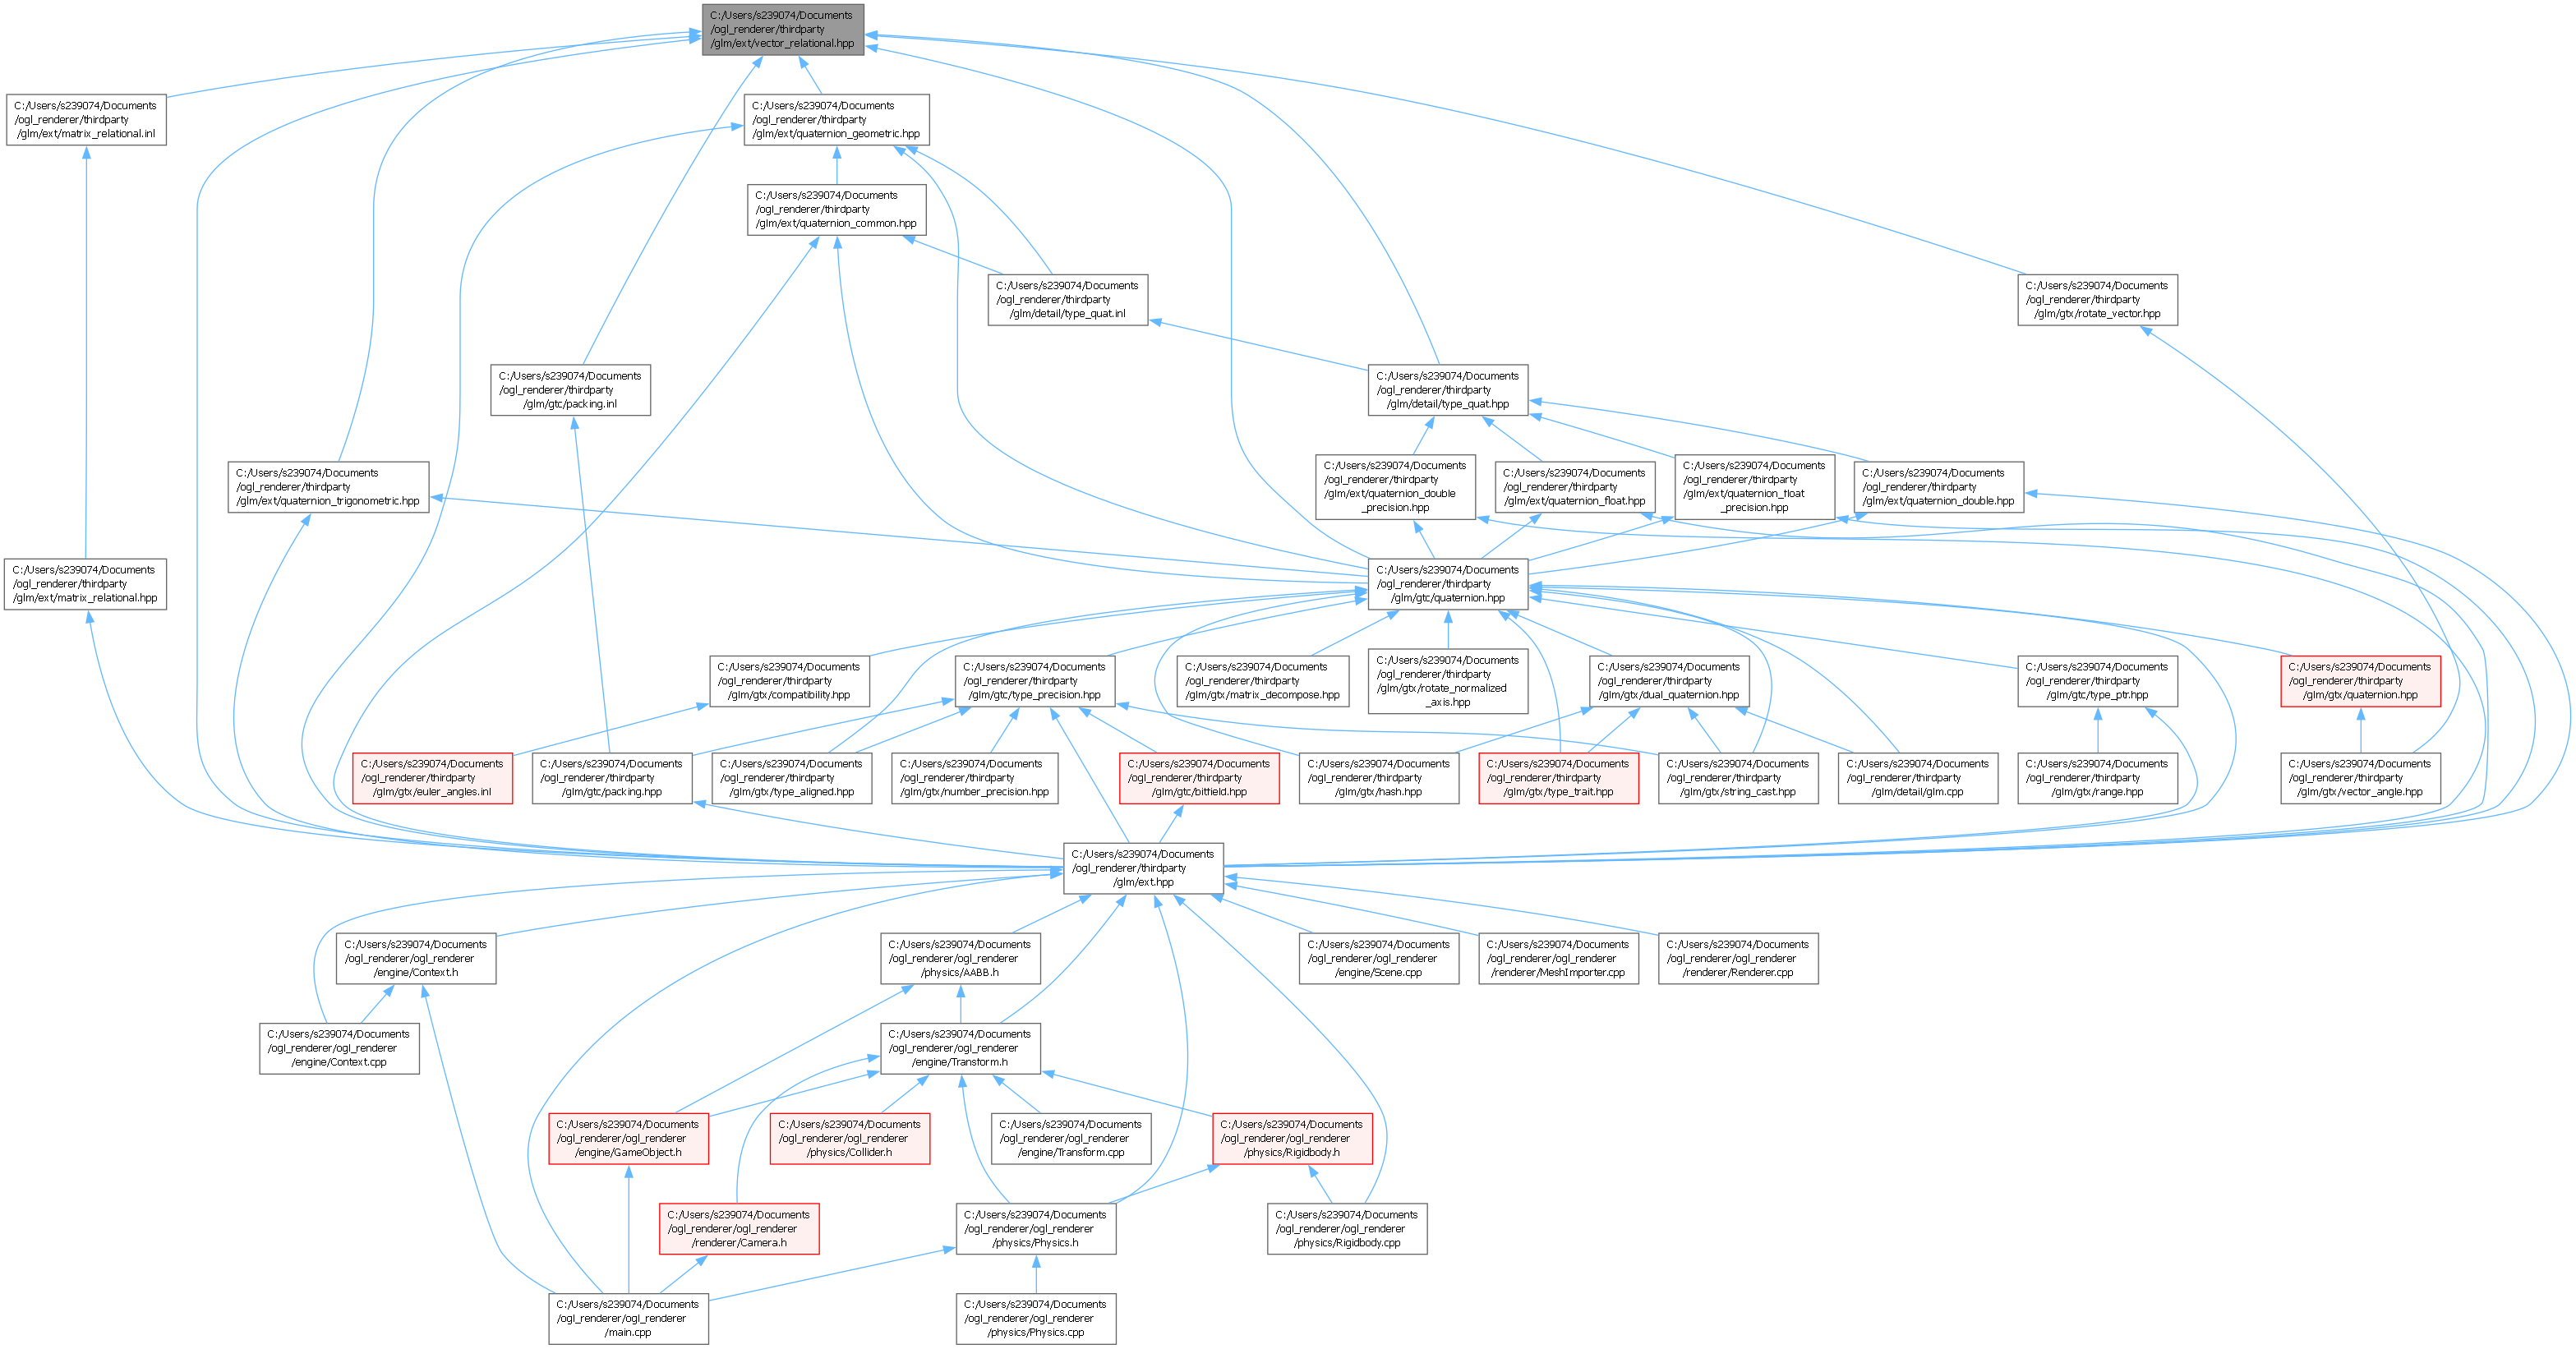 C:/Users/s239074/Documents
/ogl_renderer/thirdparty
/glm/ext/vector_relational.hpp
C:/Users/s239074/Documents
/ogl_renderer/thirdparty
/glm/ext/matrix_relational.inl
C:/Users/s239074/Documents
/ogl_renderer/thirdparty
/glm/ext/quaternion_geometric.hpp
C:/Users/s239074/Documents
/ogl_renderer/thirdparty
/glm/ext/quaternion_common.hpp
C:/Users/s239074/Documents
/ogl_renderer/thirdparty
/glm/detail/type_quat.inl
C:/Users/s239074/Documents
/ogl_renderer/thirdparty
/glm/gtx/rotate_vector.hpp
C:/Users/s239074/Documents
/ogl_renderer/thirdparty
/glm/gtc/packing.inl
C:/Users/s239074/Documents
/ogl_renderer/thirdparty
/glm/detail/type_quat.hpp
C:/Users/s239074/Documents
/ogl_renderer/thirdparty
/glm/ext/quaternion_trigonometric.hpp
C:/Users/s239074/Documents
/ogl_renderer/thirdparty
/glm/ext/quaternion_double
_precision.hpp
C:/Users/s239074/Documents
/ogl_renderer/thirdparty
/glm/ext/quaternion_float.hpp
C:/Users/s239074/Documents
/ogl_renderer/thirdparty
/glm/ext/quaternion_float
_precision.hpp
C:/Users/s239074/Documents
/ogl_renderer/thirdparty
/glm/ext/quaternion_double.hpp
C:/Users/s239074/Documents
/ogl_renderer/thirdparty
/glm/ext/matrix_relational.hpp
C:/Users/s239074/Documents
/ogl_renderer/thirdparty
/glm/gtc/quaternion.hpp
C:/Users/s239074/Documents
/ogl_renderer/thirdparty
/glm/gtx/compatibility.hpp
C:/Users/s239074/Documents
/ogl_renderer/thirdparty
/glm/gtc/type_precision.hpp
C:/Users/s239074/Documents
/ogl_renderer/thirdparty
/glm/gtx/matrix_decompose.hpp
C:/Users/s239074/Documents
/ogl_renderer/thirdparty
/glm/gtx/rotate_normalized
_axis.hpp
C:/Users/s239074/Documents
/ogl_renderer/thirdparty
/glm/gtx/dual_quaternion.hpp
C:/Users/s239074/Documents
/ogl_renderer/thirdparty
/glm/gtc/type_ptr.hpp
C:/Users/s239074/Documents
/ogl_renderer/thirdparty
/glm/gtx/quaternion.hpp
C:/Users/s239074/Documents
/ogl_renderer/thirdparty
/glm/gtx/euler_angles.inl
C:/Users/s239074/Documents
/ogl_renderer/thirdparty
/glm/gtc/packing.hpp
C:/Users/s239074/Documents
/ogl_renderer/thirdparty
/glm/gtx/type_aligned.hpp
C:/Users/s239074/Documents
/ogl_renderer/thirdparty
/glm/gtx/number_precision.hpp
C:/Users/s239074/Documents
/ogl_renderer/thirdparty
/glm/gtc/bitfield.hpp
C:/Users/s239074/Documents
/ogl_renderer/thirdparty
/glm/gtx/hash.hpp
C:/Users/s239074/Documents
/ogl_renderer/thirdparty
/glm/gtx/type_trait.hpp
C:/Users/s239074/Documents
/ogl_renderer/thirdparty
/glm/gtx/string_cast.hpp
C:/Users/s239074/Documents
/ogl_renderer/thirdparty
/glm/detail/glm.cpp
C:/Users/s239074/Documents
/ogl_renderer/thirdparty
/glm/gtx/range.hpp
C:/Users/s239074/Documents
/ogl_renderer/thirdparty
/glm/gtx/vector_angle.hpp
C:/Users/s239074/Documents
/ogl_renderer/thirdparty
/glm/ext.hpp
C:/Users/s239074/Documents
/ogl_renderer/ogl_renderer
/engine/Context.h
C:/Users/s239074/Documents
/ogl_renderer/ogl_renderer
/physics/AABB.h
C:/Users/s239074/Documents
/ogl_renderer/ogl_renderer
/engine/Scene.cpp
C:/Users/s239074/Documents
/ogl_renderer/ogl_renderer
/renderer/MeshImporter.cpp
C:/Users/s239074/Documents
/ogl_renderer/ogl_renderer
/renderer/Renderer.cpp
C:/Users/s239074/Documents
/ogl_renderer/ogl_renderer
/engine/Context.cpp
C:/Users/s239074/Documents
/ogl_renderer/ogl_renderer
/engine/Transform.h
C:/Users/s239074/Documents
/ogl_renderer/ogl_renderer
/engine/GameObject.h
C:/Users/s239074/Documents
/ogl_renderer/ogl_renderer
/physics/Collider.h
C:/Users/s239074/Documents
/ogl_renderer/ogl_renderer
/engine/Transform.cpp
C:/Users/s239074/Documents
/ogl_renderer/ogl_renderer
/physics/Rigidbody.h
C:/Users/s239074/Documents
/ogl_renderer/ogl_renderer
/renderer/Camera.h
C:/Users/s239074/Documents
/ogl_renderer/ogl_renderer
/physics/Physics.h
C:/Users/s239074/Documents
/ogl_renderer/ogl_renderer
/physics/Rigidbody.cpp
C:/Users/s239074/Documents
/ogl_renderer/ogl_renderer
/main.cpp
C:/Users/s239074/Documents
/ogl_renderer/ogl_renderer
/physics/Physics.cpp